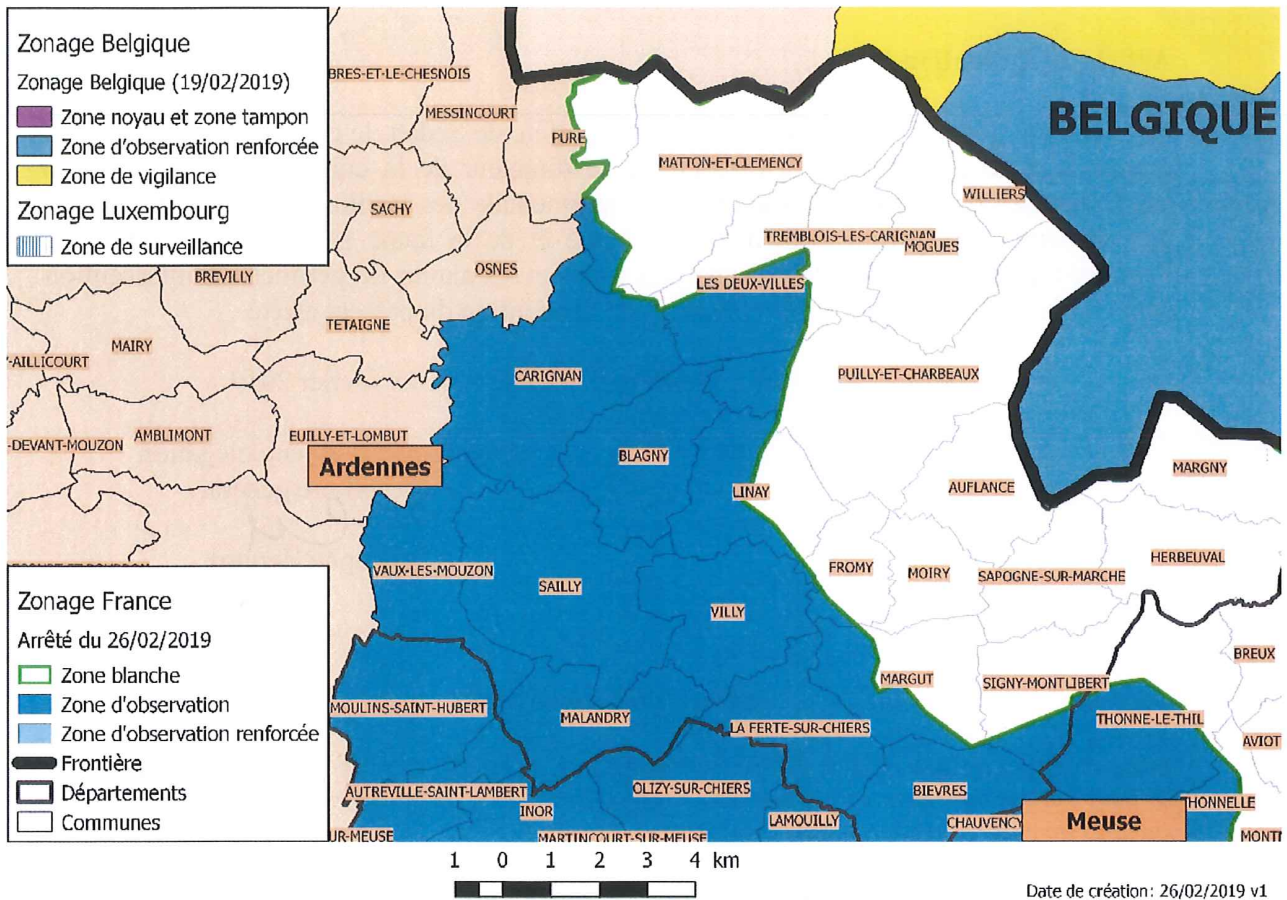 Zonage Belgique
Zonage Belgique (19/02/2019)
Zone noyau et zone tampon
Zone d'observation renforcée
Zone de vigilance
Zonage Luxembourg
Zone de surveillance
BRES-ET-LE-CHESNOIS
MESSINCOURT
PURE
BELGIQUE
MATTON-ET-CLEMENCY
WILLIERS
SACHY
TREMBLOIS-LES-CARIGNAN
MOGUES
OSNES
BREVILLY
LES DEUX-VILLES
TETAIGNE
MAIRY
-AILLICOURT
CARIGNAN
PUILLY-ET-CHARBEAUX
AMBLIMONT
EUILLY-ET-LOMBUT
-DEVANT-MOUZON
BLAGNY
Ardennes
MARGNY
AUFLANCE
LINAY
HERBEUVAL
VAUX-LES-MOUZON
SAILLY
FROMY
MOIRY
SAPOGNE-SUR-MARCHE
VILLY
Zonage France
Arrêté du 26/02/2019
Zone blanche
Zone d'observation
Zone d'observation renforcée
Frontière
Départements
Communes
BREUX
MARGUT
SIGNY-MONTLIBERT
MOULINS-SAINT-HUBERT
MALANDRY
LA FERTE-SUR-CHIERS
THONNE-LE-THIL
AVIOT
AUTREVILLE-SAINT-LAMBERT
OLIZY-SUR-CHIERS
BIEVRES
INOR
THONNELLE
LAMOUILLY
CHAUVENCY
Meuse
UR-MEUSE
MARTINCOURT-SUR-MEUSE
1 0 1 2 3 4 km
Date de création: 26/02/2019 v1